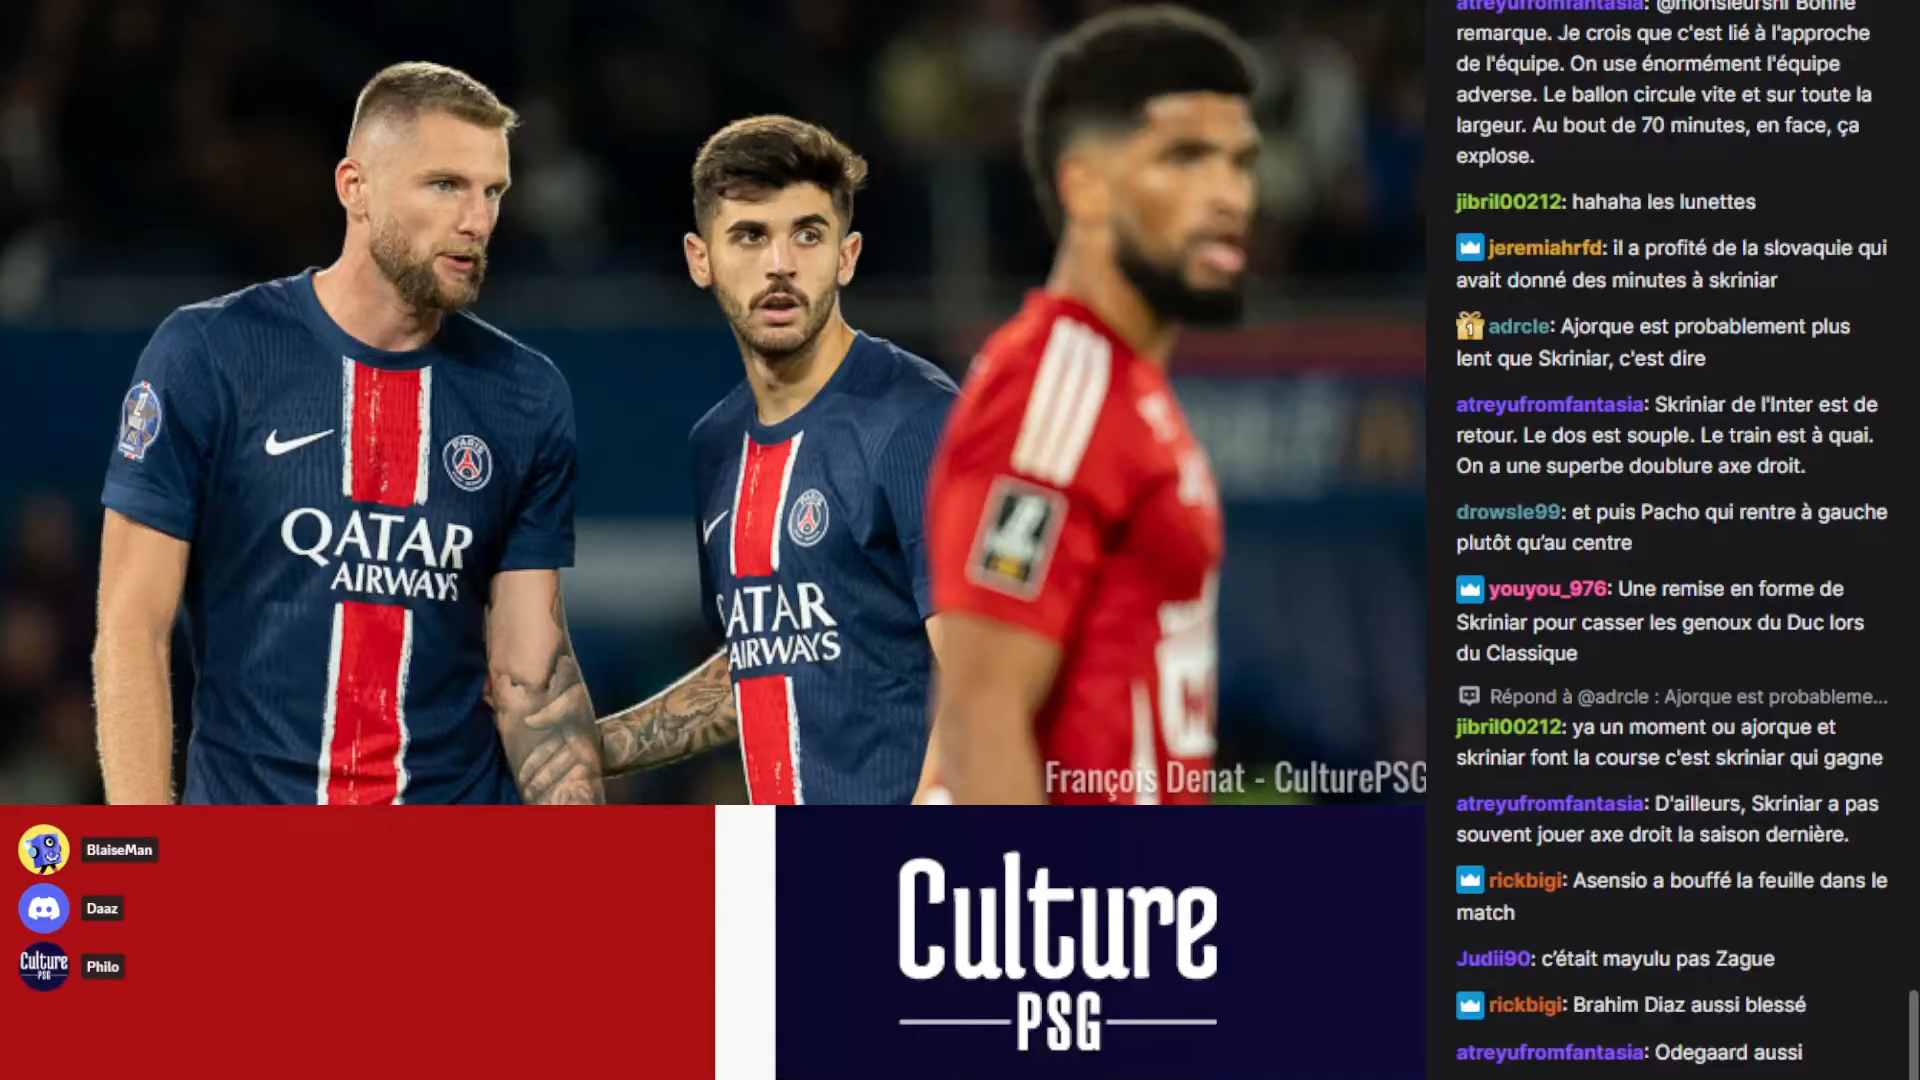 QATAR
AIRWAYS
PARIS
QATAR
AIRWAYS
PARIS
François Denat - CulturePSG
BlaiseMan
Daaz
Culture
PSG
Philo
Culture
PSG
atreyufromfantasia: @monsieurshi Bonne
remarque. Je crois que c'est lié à l'approche
de l'équipe. On use énormément l'équipe
adverse. Le ballon circule vite et sur toute la
largeur. Au bout de 70 minutes, en face, ça
explose.
jibril00212: hahaha les lunettes
jeremiahrfd: il a profité de la slovaquie qui
avait donné des minutes à skriniar
1 adrcle: Ajorque est probablement plus
lent que Skriniar, c'est dire
atreyufromfantasia: Skriniar de l'Inter est de
retour. Le dos est souple. Le train est à quai.
On a une superbe doublure axe droit.
drowsle99: et puis Pacho qui rentre à gauche
plutôt qu’au centre
youyou_976: Une remise en forme de
Skriniar pour casser les genoux du Duc lors
du Classique
Répond à @adrcle : Ajorque est probableme...
jibril00212: ya un moment ou ajorque et
skriniar font la course c'est skriniar qui gagne
atreyufromfantasia: D'ailleurs, Skriniar a pas
souvent jouer axe droit la saison dernière.
rickbigi: Asensio a bouffé la feuille dans le
match
Judii90: c’était mayulu pas Zague
rickbigi: Brahim Diaz aussi blessé
atreyufromfantasia: Odegaard aussi